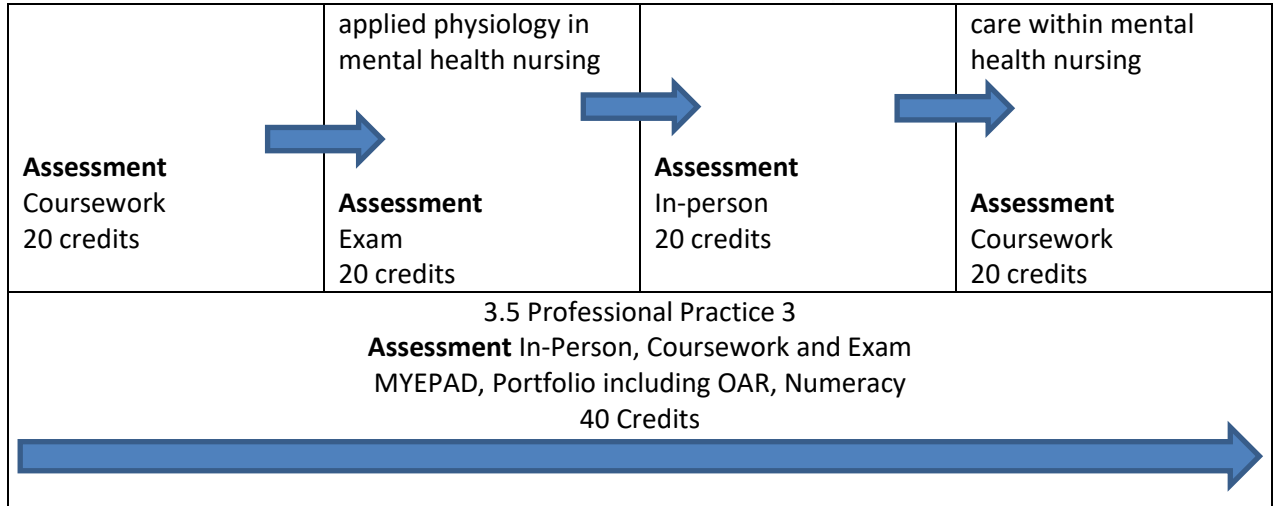 Assessment
Coursework
20 credits
applied physiology in
mental health nursing
Assessment
Exam
20 credits
Assessment
In-person
20 credits
care within mental
health nursing
Assessment
Coursework
20 credits
3.5 Professional Practice 3
Assessment In-Person, Coursework and Exam
MYEPAD, Portfolio including OAR, Numeracy
40 Credits